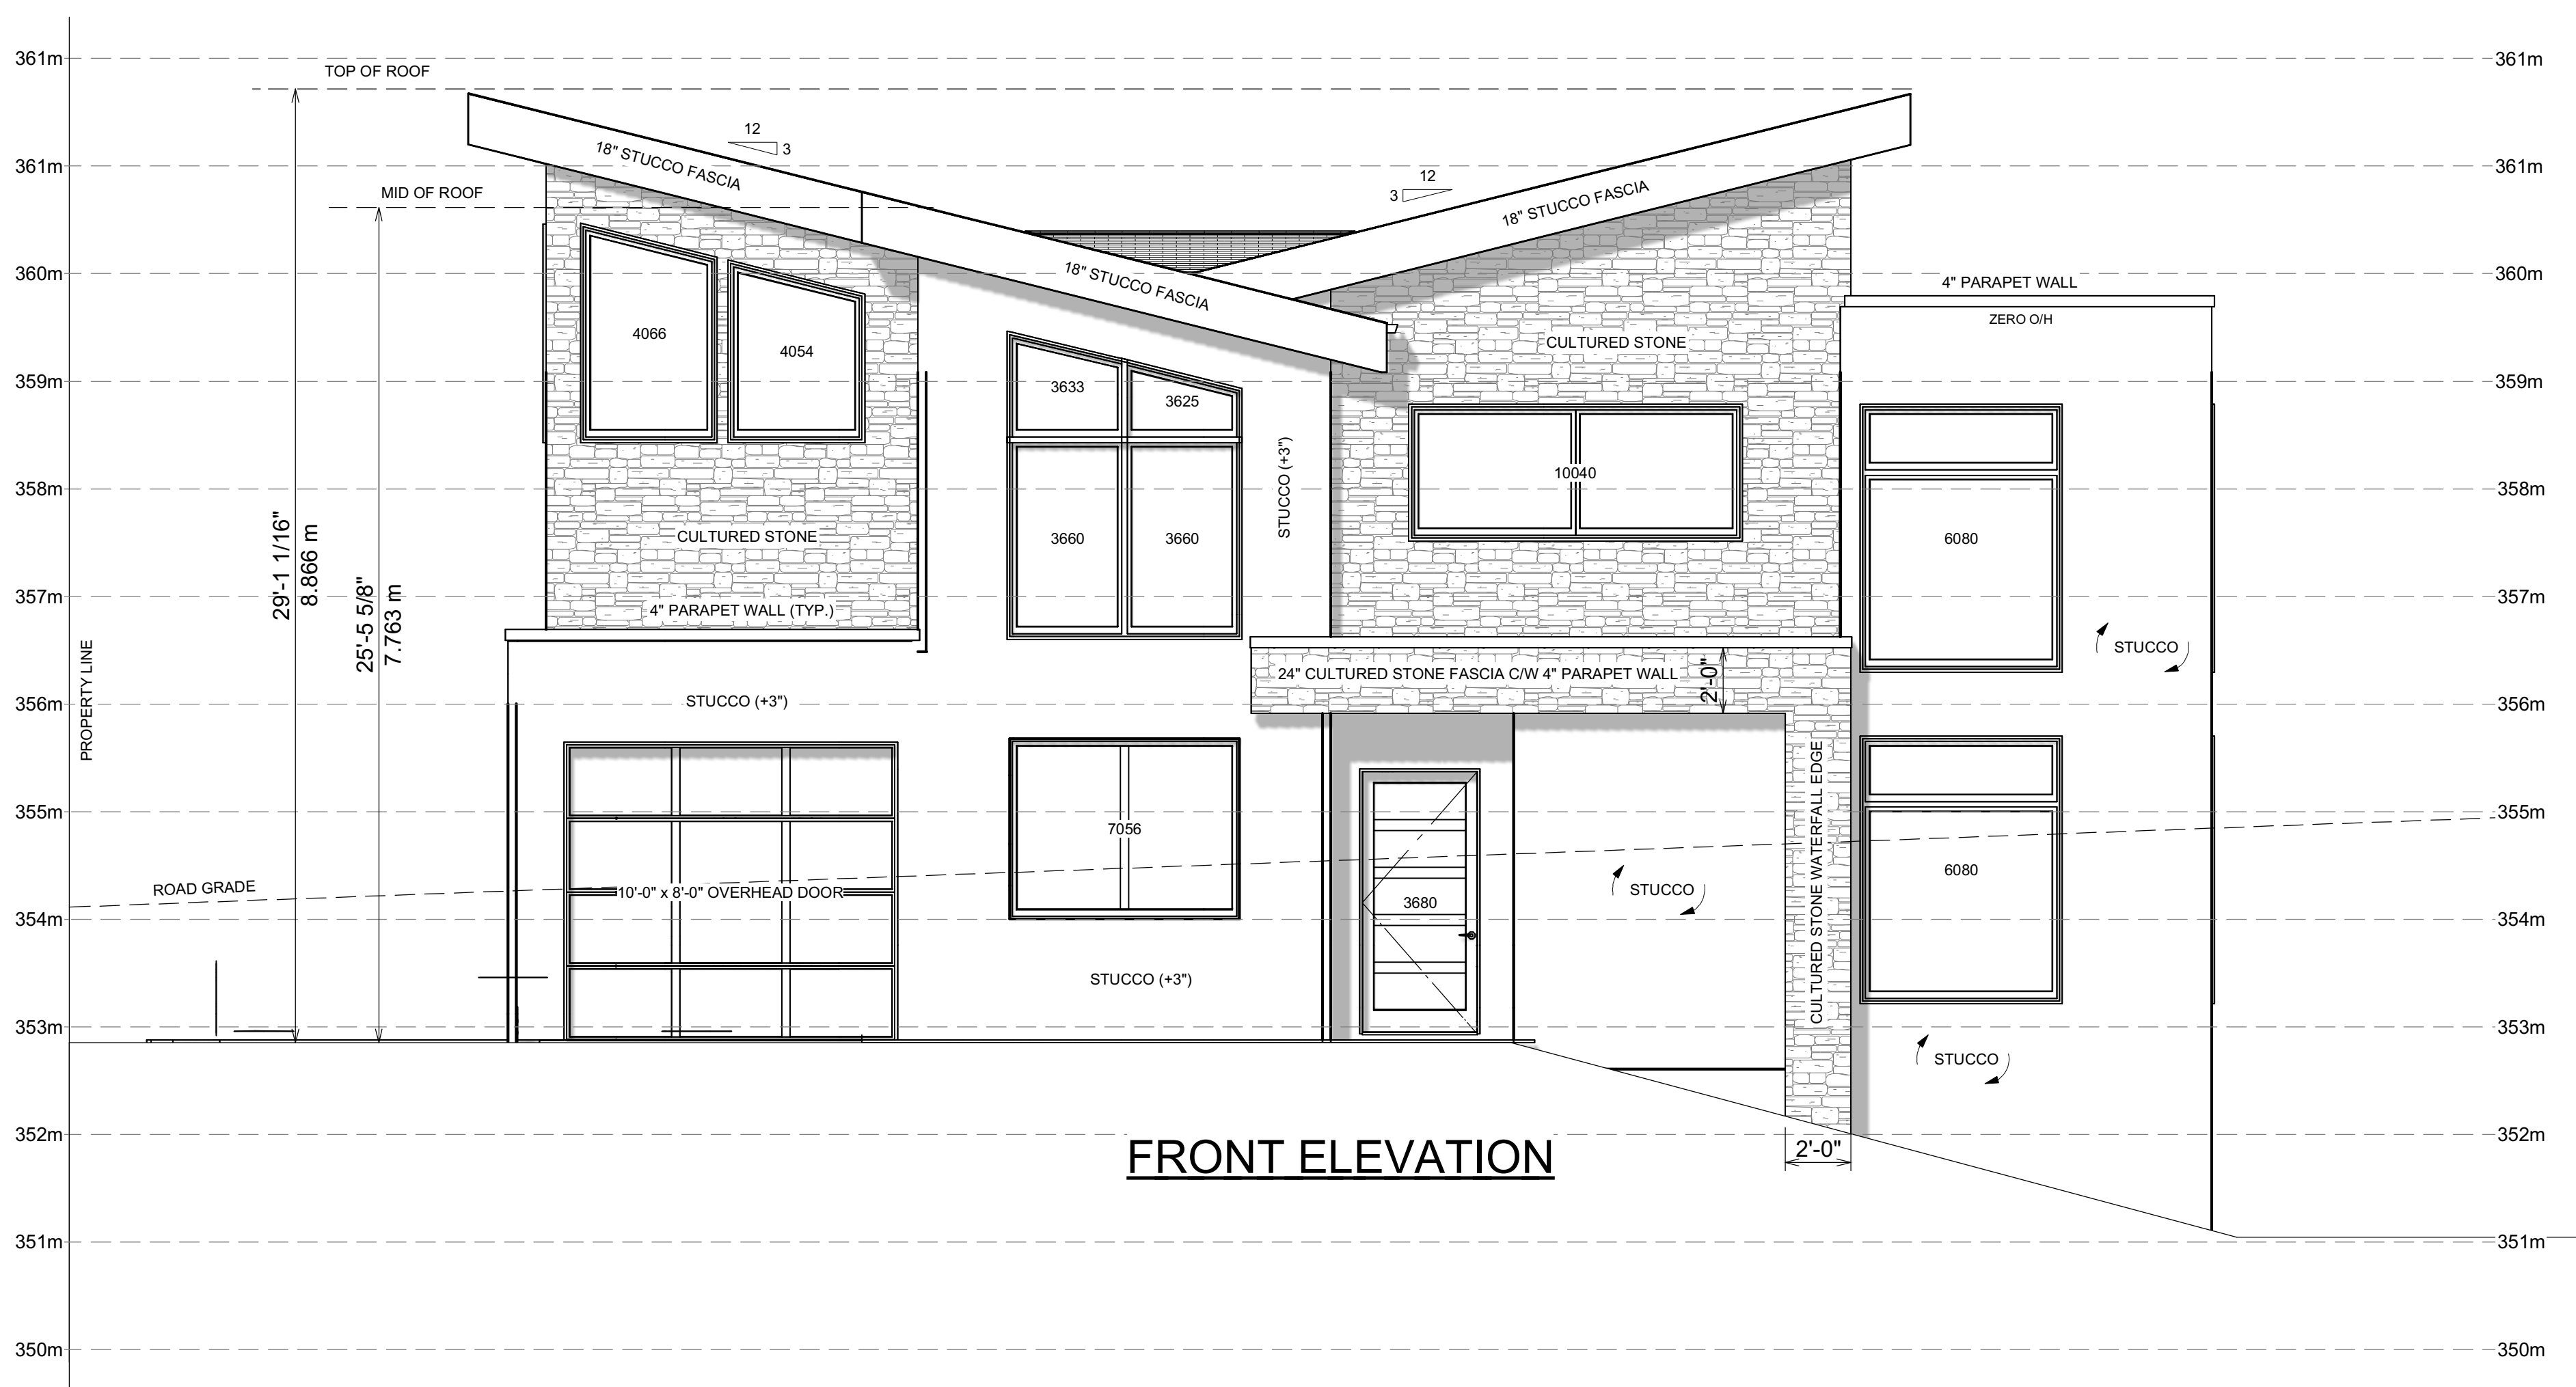 361m
361m
TOP OF ROOF
12
3
18" STUCCO FASCIA
12
3
18" STUCCO FASCIA
361m
361m
MID OF ROOF
18" STUCCO FASCIA
360m
360m
4" PARAPET WALL
ZERO O/H
4066
4054
CULTURED STONE
359m
359m
3633
3625
STUCCO (+3")
10040
358m
358m
CULTURED STONE
3660
3660
6080
29'-1 1/16"
8.866 m
25'-5 5/8"
7.763 m
357m
357m
4" PARAPET WALL (TYP.)
PROPERTY LINE
STUCCO
24" CULTURED STONE FASCIA C/W 4" PARAPET WALL
2'-0"
356m
356m
STUCCO (+3")
355m
355m
7056
CULTURED STONE WATERFALL EDGE
6080
ROAD GRADE
10'-0" x 8'-0" OVERHEAD DOOR
3680
STUCCO
354m
354m
STUCCO (+3")
353m
353m
STUCCO
352m
352m
FRONT ELEVATION
2'-0"
351m
351m
350m
350m